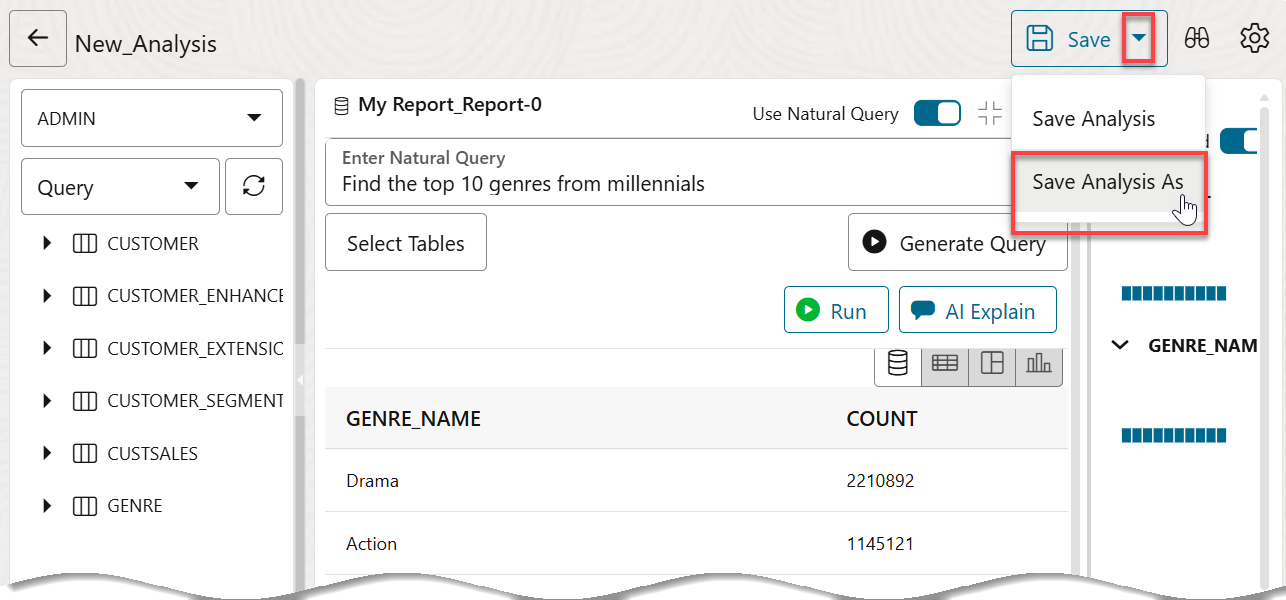 New_Analysis
Save
Save Analysis
Save Analysis As
ADMIN
Query
CUSTOMER
CUSTOMER_ENHANCE
CUSTOMER_EXTENSIO
CUSTOMER_SEGMENT
CUSTSALES
GENRE
My Report_Report-0
Use Natural Query
Enter Natural Query
Find the top 10 genres from millennials
Select Tables
Generate Query
Run
AI Explain
GENRE_NAME COUNT
Drama 2210892
Action 1145121
GENRE_NAM